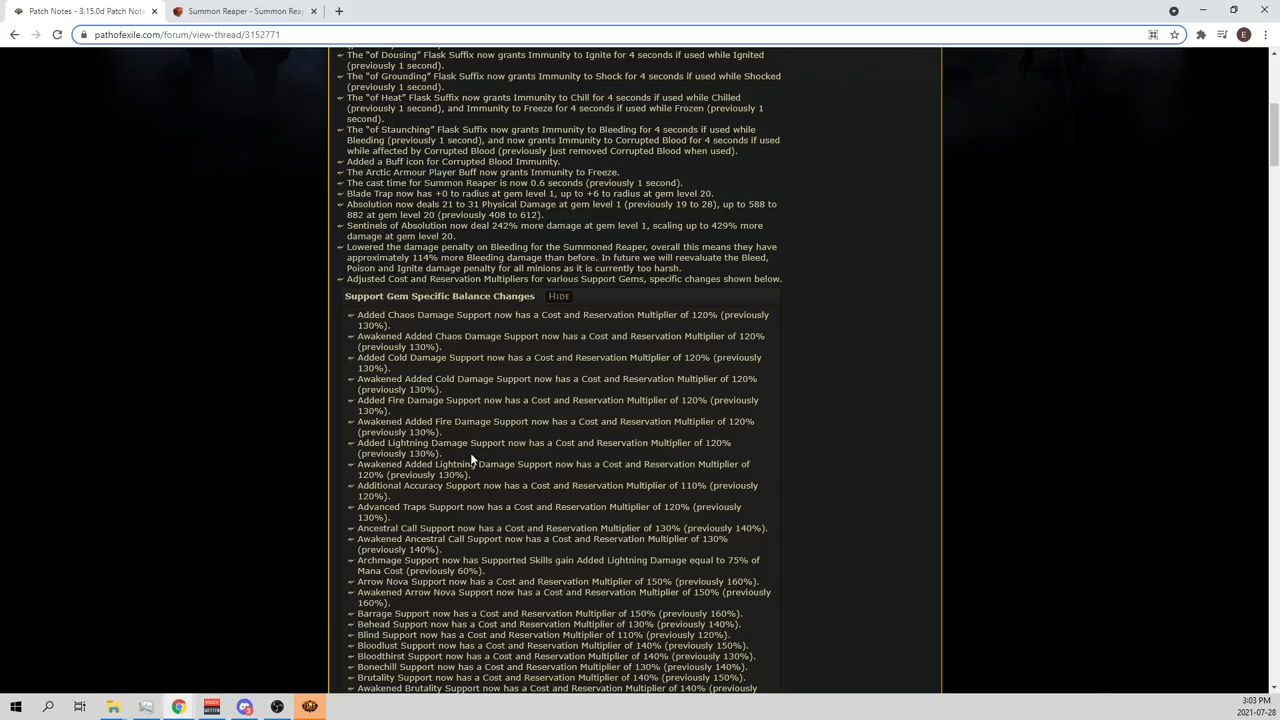 Patch Notes - 3.15.0d Patch Note
Summon Reaper - Summon Rea
pathofexile.com/forum/view-thread/3152771
E
The "of Dousing" Flask Suffix now grants Immunity to Ignite for 4 seconds if used while Ignited
(previously 1 second).
The "of Grounding" Flask Suffix now grants Immunity to Shock for 4 seconds if used while Shocked
(previously 1 second).
The "of Heat" Flask Suffix now grants Immunity to Chill for 4 seconds if used while Chilled
(previously 1 second), and Immunity to Freeze for 4 seconds if used while Frozen (previously 1
second).
The "of Staunching" Flask Suffix now grants Immunity to Bleeding for 4 seconds if used while
Bleeding (previously 1 second), and now grants Immunity to Corrupted Blood for 4 seconds if used
while affected by Corrupted Blood (previously just removed Corrupted Blood when used).
Added a Buff icon for Corrupted Blood Immunity.
The Arctic Armour Player Buff now grants Immunity to Freeze.
The cast time for Summon Reaper is now 0.6 seconds (previously 1 second).
Blade Trap now has +0 to radius at gem level 1, up to +6 to radius at gem level 20.
Absolution now deals 21 to 31 Physical Damage at gem level 1 (previously 19 to 28), up to 588 to
882 at gem level 20 (previously 408 to 612).
Sentinels of Absolution now deal 242% more damage at gem level 1, scaling up to 429% more
damage at gem level 20.
Lowered the damage penalty on Bleeding for the Summoned Reaper, overall this means they have
approximately 114% more Bleeding damage than before. In future we will reevaluate the Bleed,
Poison and Ignite damage penalty for all minions as it is currently too harsh.
Adjusted Cost and Reservation Multipliers for various Support Gems, specific changes shown below.
Support Gem Specific Balance Changes HIDE
Added Chaos Damage Support now has a Cost and Reservation Multiplier of 120% (previously
130%).
Awakened Added Chaos Damage Support now has a Cost and Reservation Multiplier of 120%
(previously 130%).
Added Cold Damage Support now has a Cost and Reservation Multiplier of 120% (previously
130%).
Awakened Added Cold Damage Support now has a Cost and Reservation Multiplier of 120%
(previously 130%).
Added Fire Damage Support now has a Cost and Reservation Multiplier of 120% (previously
130%).
Awakened Added Fire Damage Support now has a Cost and Reservation Multiplier of 120%
(previously 130%).
Added Lightning Damage Support now has a Cost and Reservation Multiplier of 120%
(previously 130%).
Awakened Added Lightning Damage Support now has a Cost and Reservation Multiplier of
120% (previously 130%).
Additional Accuracy Support now has a Cost and Reservation Multiplier of 110% (previously
120%).
Advanced Traps Support now has a Cost and Reservation Multiplier of 120% (previously
130%).
Ancestral Call Support now has a Cost and Reservation Multiplier of 130% (previously 140%).
Awakened Ancestral Call Support now has a Cost and Reservation Multiplier of 130%
(previously 140%).
Archmage Support now has Supported Skills gain Added Lightning Damage equal to 75% of
Mana Cost (previously 60%).
Arrow Nova Support now has a Cost and Reservation Multiplier of 150% (previously 160%).
Awakened Arrow Nova Support now has a Cost and Reservation Multiplier of 150% (previously
160%).
Barrage Support now has a Cost and Reservation Multiplier of 150% (previously 160%).
Behead Support now has a Cost and Reservation Multiplier of 130% (previously 140%).
Blind Support now has a Cost and Reservation Multiplier of 110% (previously 120%).
Bloodlust Support now has a Cost and Reservation Multiplier of 140% (previously 150%).
Bloodthirst Support now has a Cost and Reservation Multiplier of 140% (previously 130%).
Bonechill Support now has a Cost and Reservation Multiplier of 130% (previously 140%).
Brutality Support now has a Cost and Reservation Multiplier of 140% (previously 150%).
Awakened Brutality Support now has a Cost and Reservation Multiplier of 140% (previously
3:03 PM
2021-07-28